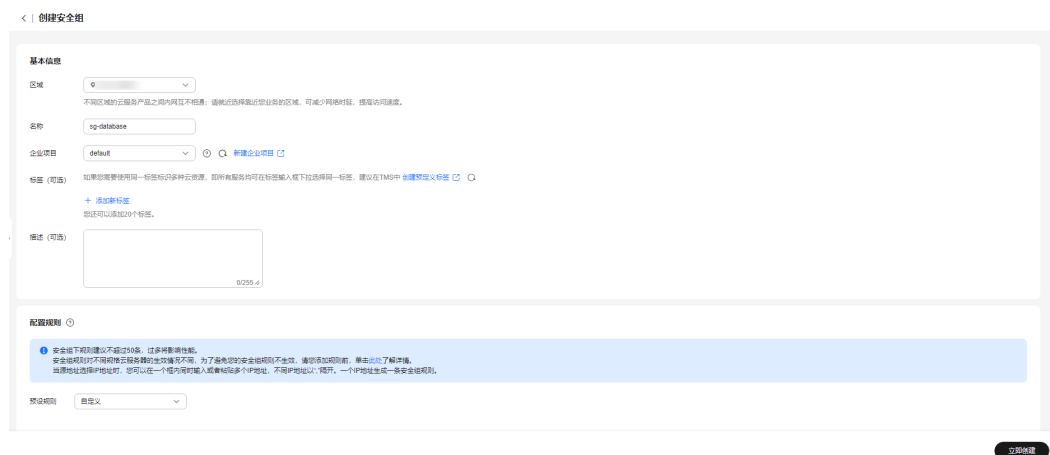 创建安全组
基本信息
区域
不同区域的云服务产品之间内网互不相通；请就近选择靠近您业务的区域，可减少网络时延，提高访问速度。
名称 sg-database
企业项目 default 新建企业项目
标签（可选） 如果您需要使用同一标签标识多种云资源，即所有服务均可在标签输入框下拉选择同一标签，建议在TMS中 创建预定义标签
+ 添加新标签
您还可以添加20个标签。
描述（可选）
0/255
配置规则
安全组下规则建议不超过50条，过多将影响性能。
安全组规则对不同规格云服务器的生效情况不同，为了避免您的安全组规则不生效，请您添加规则前，单击此处了解详情。
当源地址选择IP地址时，您可以在一个框内同时输入或者粘贴多个IP地址，不同IP地址以","隔开。一个IP地址生成一条安全组规则。
预设规则 自定义
立即创建